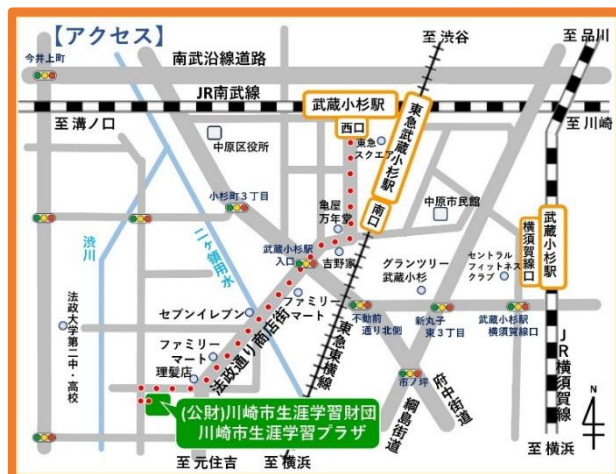 【アクセス】
至 渋谷
至 品川
今井上町
南武沿線道路
JR南武線
武蔵小杉駅
西口
東急武蔵小杉駅
南口
至 溝ノ口
至 川崎
中原区役所
東急
スクエア
小杉町3丁目
亀屋
万年堂
中原市民館
渋川
二ヶ領用水
武蔵小杉駅
入口
吉野家
グランツリー
武蔵小杉
セントラル
フィットネス
クラブ
横須賀線口
武蔵小杉駅
法政大学第二中・高校
セブンイレブン
ファミリー
マート
不動前
通り北側
新丸子
東3丁目
武蔵小杉駅
横須賀線口
ファミリー
マート
理髪店
法政通り商店街
東急東横線
市ノ坪
府中街道
綱島街道
JR横須賀線
(公財)川崎市生涯学習財団
川崎市生涯学習プラザ
至 元住吉
至 横浜
至 横浜
4